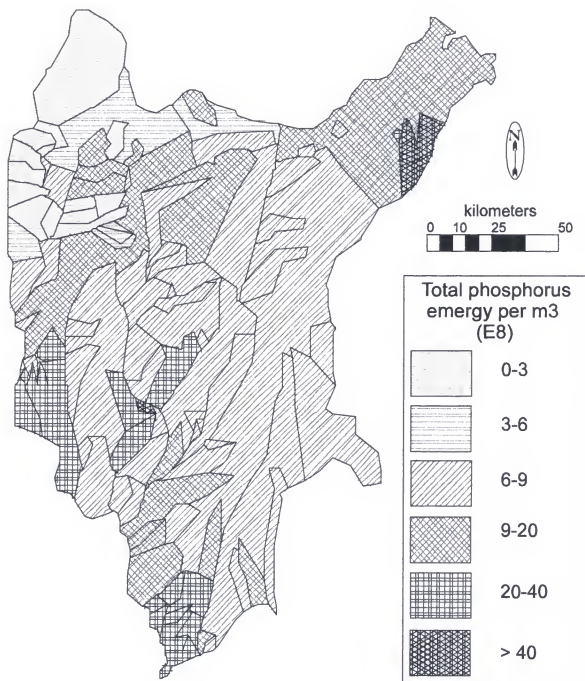 N
kilometers
0 10 25 50
Total phosphorus
emergy per m3
(E8)
0-3
3-6
6-9
9-20
20-40
> 40